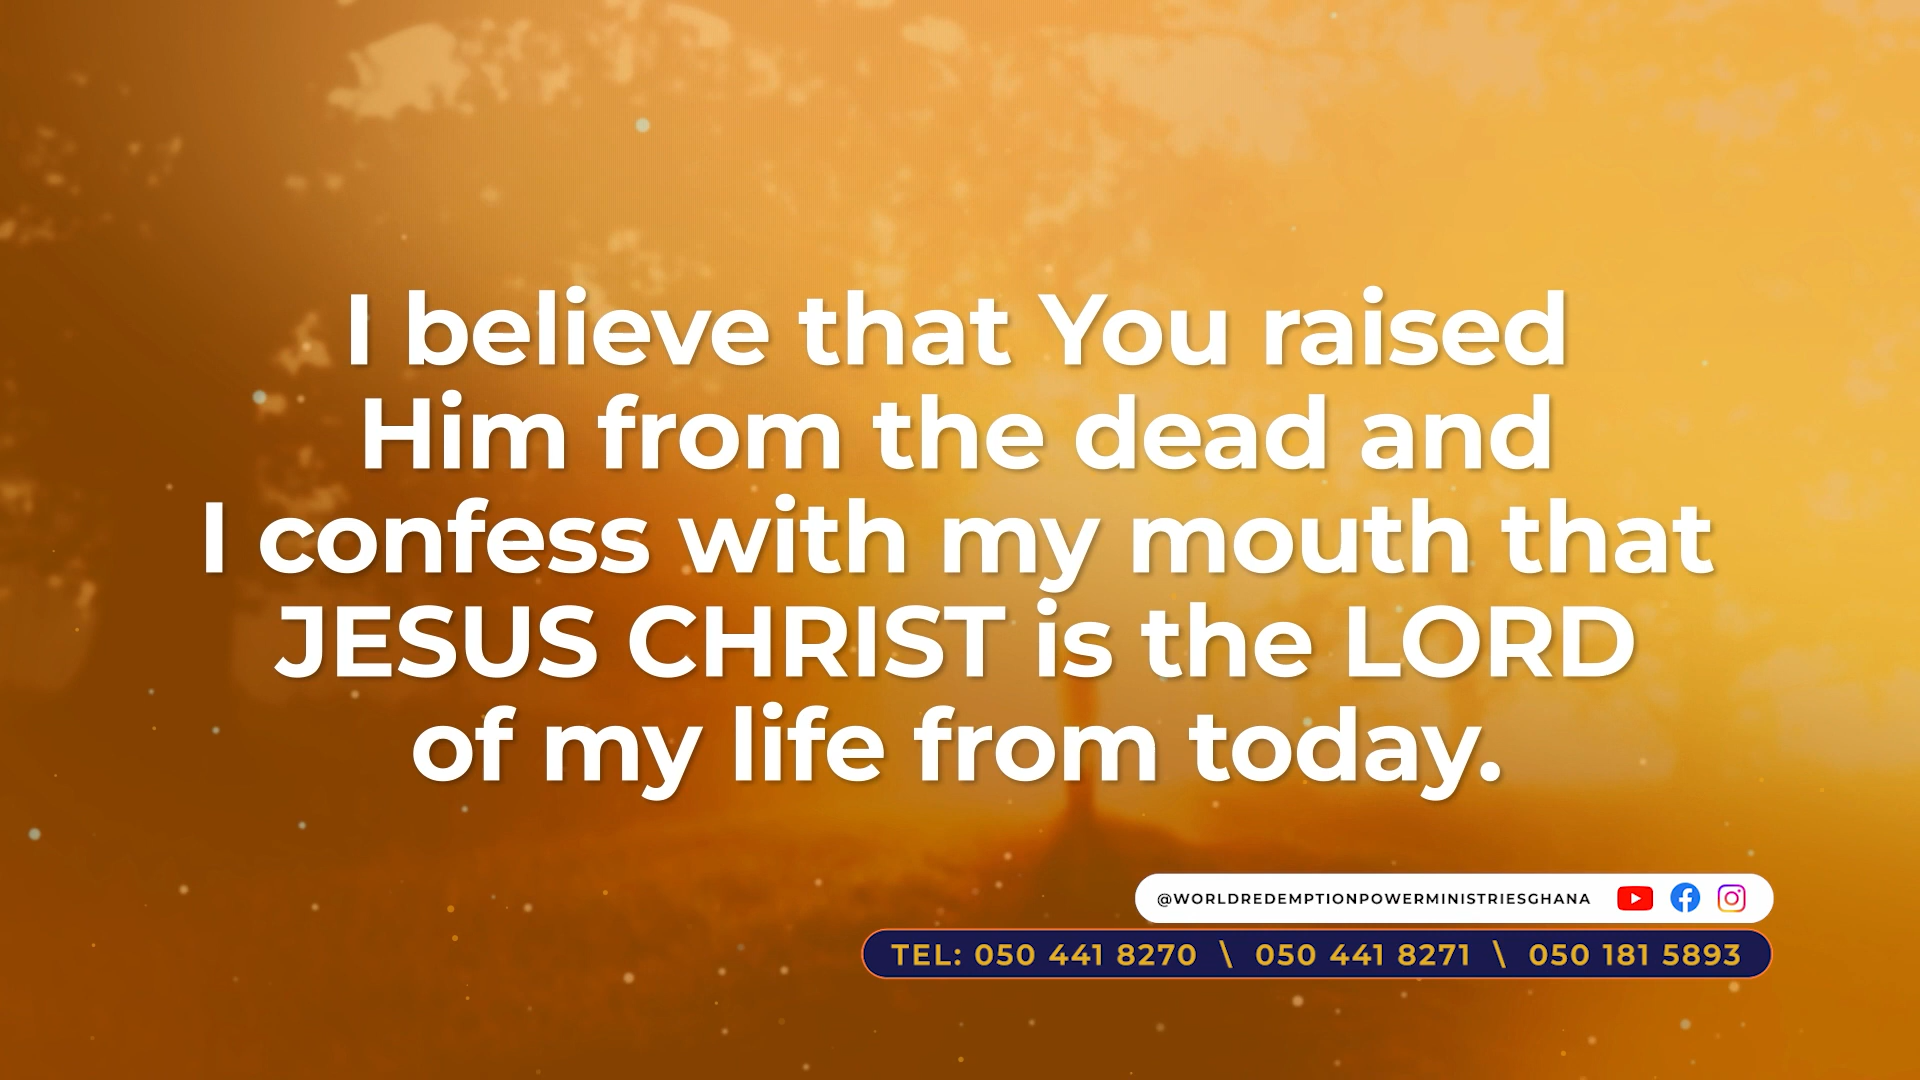 I believe that You raised
Him from the dead and
I confess with my mouth that
JESUS CHRIST is the LORD
of my life from today.
@WORLDREDEMPTIONPOWERMINISTRIESGHANA
TEL: 050 441 8270 \ 050 441 8271 \ 050 181 5893